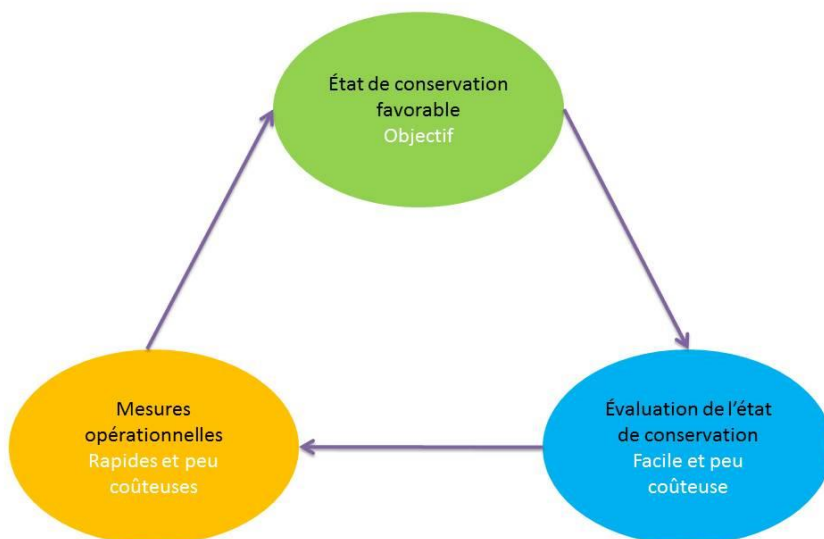 État de conservation
favorable
Objectif
Mesures
opérationnelles
Rapides et peu
coûteuses
Évaluation de l'état
de conservation
Facile et peu
coûteuse